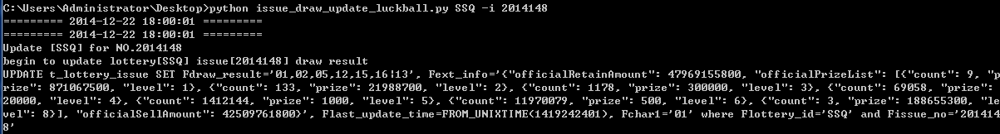 C:\Users\Administrator\Desktop>python issue_draw_update_luckball.py SSQ -i 2014148
========= 2014-12-22 18:00:01 =========
========= 2014-12-22 18:00:01 =========
Update [SSQ] for NO.2014148
begin to update lottery[SSQ] issue[2014148] draw result
UPDATE t_lottery_issue SET Fdraw_result='01,02,05,12,15,16|13', Fext_info='{"officialRetainAmount": 47969155800, "officialPrizeList": [{"count": 9, "p
rize": 871067500, "level": 1}, {"count": 133, "prize": 21988700, "level": 2}, {"count": 1178, "prize": 300000, "level": 3}, {"count": 69058, "prize":
20000, "level": 4}, {"count": 1412144, "prize": 1000, "level": 5}, {"count": 11970079, "prize": 500, "level": 6}, {"count": 3, "prize": 188655300, "le
vel": 8}], "officialSellAmount": 42509761800}', Flast_update_time=FROM_UNIXTIME(1419242401), Fchar1='01' where Flottery_id='SSQ' and Fissue_no='201414
8'